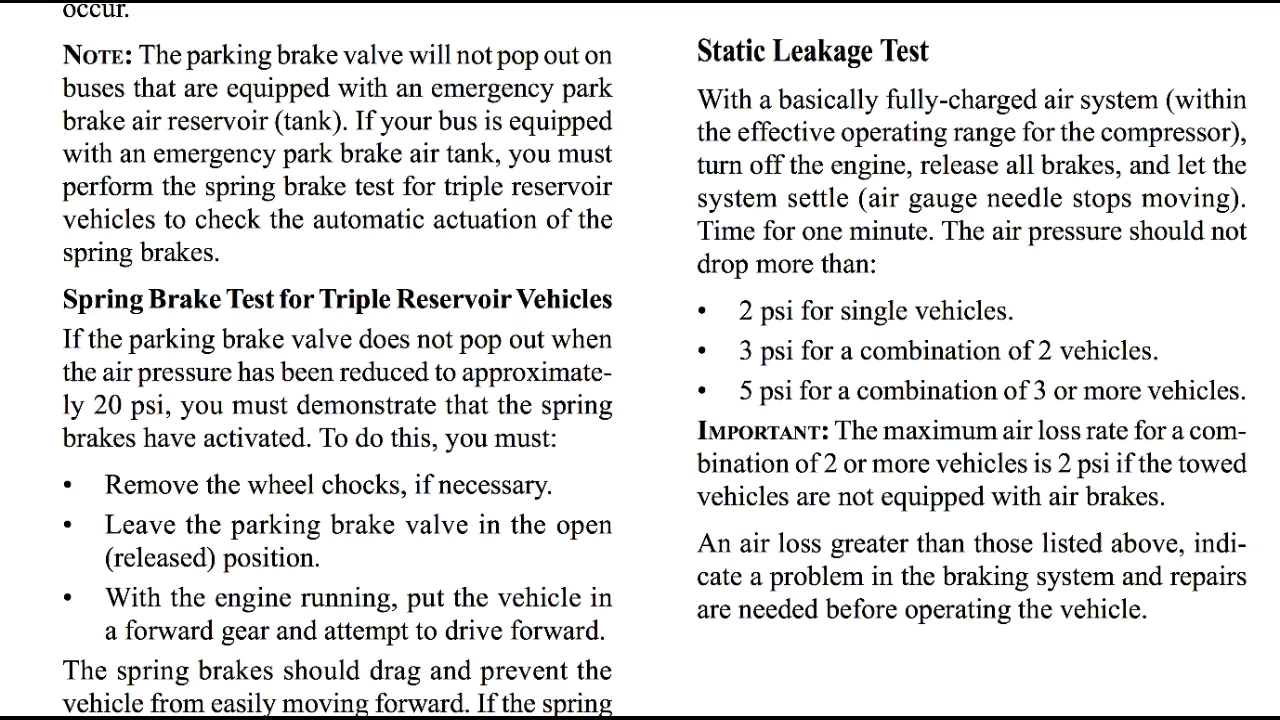 occur.
NOTE: The parking brake valve will not pop out on
buses that are equipped with an emergency park
brake air reservoir (tank). If your bus is equipped
with an emergency park brake air tank, you must
perform the spring brake test for triple reservoir
vehicles to check the automatic actuation of the
spring brakes.
Spring Brake Test for Triple Reservoir Vehicles
If the parking brake valve does not pop out when
the air pressure has been reduced to approximate-
ly 20 psi, you must demonstrate that the spring
brakes have activated. To do this, you must:
• Remove the wheel chocks, if necessary.
• Leave the parking brake valve in the open
(released) position.
• With the engine running, put the vehicle in
a forward gear and attempt to drive forward.
The spring brakes should drag and prevent the
vehicle from easily moving forward. If the spring
Static Leakage Test
With a basically fully-charged air system (within
the effective operating range for the compressor),
turn off the engine, release all brakes, and let the
system settle (air gauge needle stops moving).
Time for one minute. The air pressure should not
drop more than:
• 2 psi for single vehicles.
• 3 psi for a combination of 2 vehicles.
• 5 psi for a combination of 3 or more vehicles.
IMPORTANT: The maximum air loss rate for a com-
bination of 2 or more vehicles is 2 psi if the towed
vehicles are not equipped with air brakes.
An air loss greater than those listed above, indi-
cate a problem in the braking system and repairs
are needed before operating the vehicle.